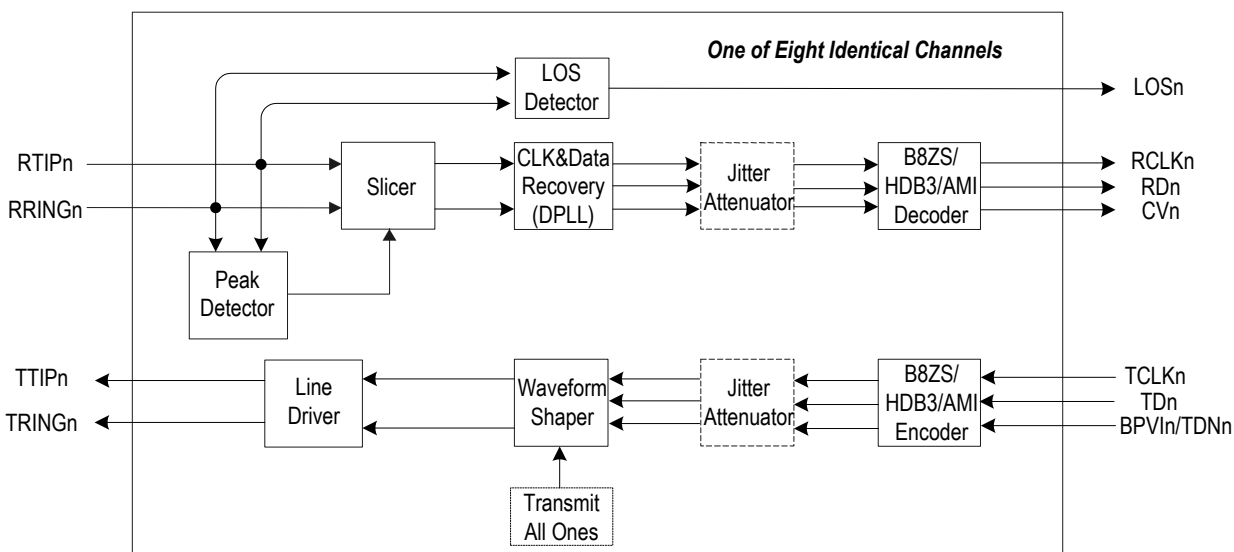 One of Eight Identical Channels
LOS
Detector
LOSn
RTIPn
RRINGn
Slicer
CLK&Data
Recovery
(DPLL)
Jitter
Attenuator
B8ZS/
HDB3/AMI
Decoder
RCLKn
RDn
CVn
Peak
Detector
TTIPn
TRINGn
Line
Driver
Waveform
Shaper
Jitter
Attenuator
B8ZS/
HDB3/AMI
Encoder
TCLKn
TDn
BPVIn/TDNn
Transmit
All Ones